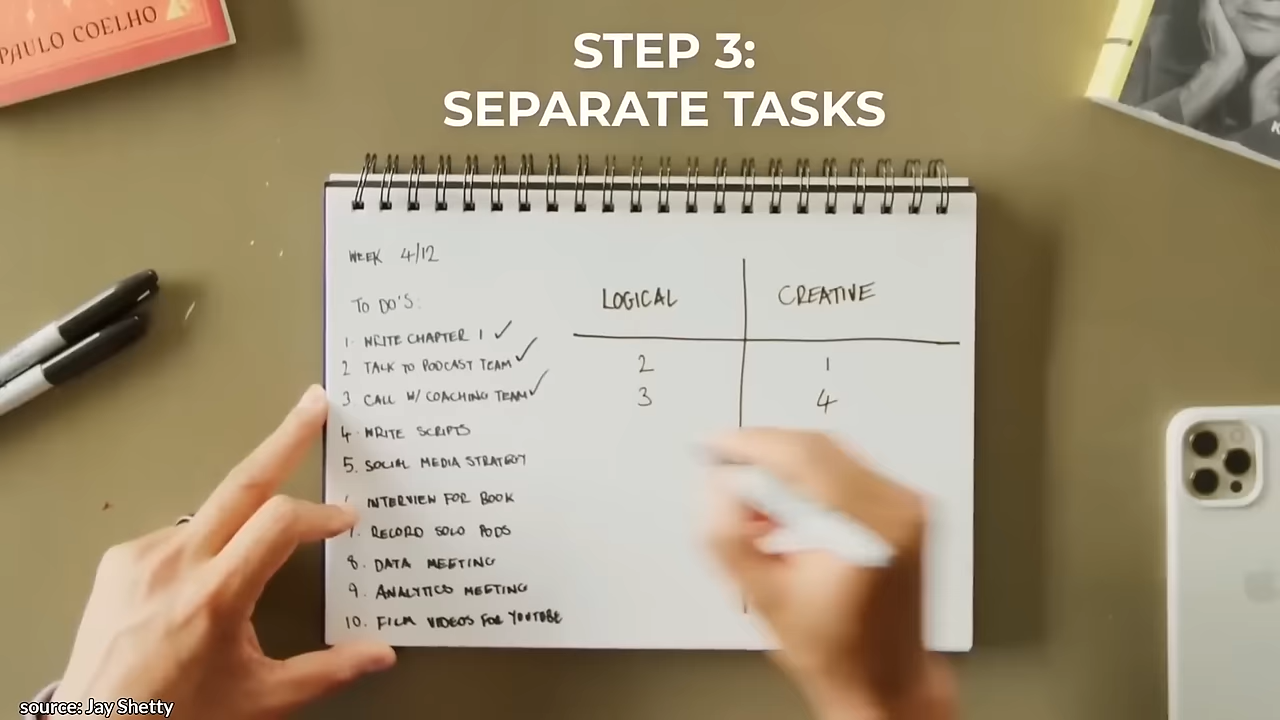 PAULO COELHO
STEP 3:
SEPARATE TASKS
WEEK 4/12
TO DO'S:
1. WRITE CHAPTER 1 ✓
2 TALK TO PODCAST TEAM ✓
3 CALL W/ COACHING TEAM ✓
4. WRITE SCRIPTS
5. SOCIAL MEDIA STRATEGY
INTERVIEW FOR BOOK
7. RECORD SOLO PODS
8. DATA MEETING
9. ANALYTICS MEETING
10. FILM VIDEOS FOR YOUTUBE
LOGICAL CREATIVE
2 1
3 4
source: Jay Shetty